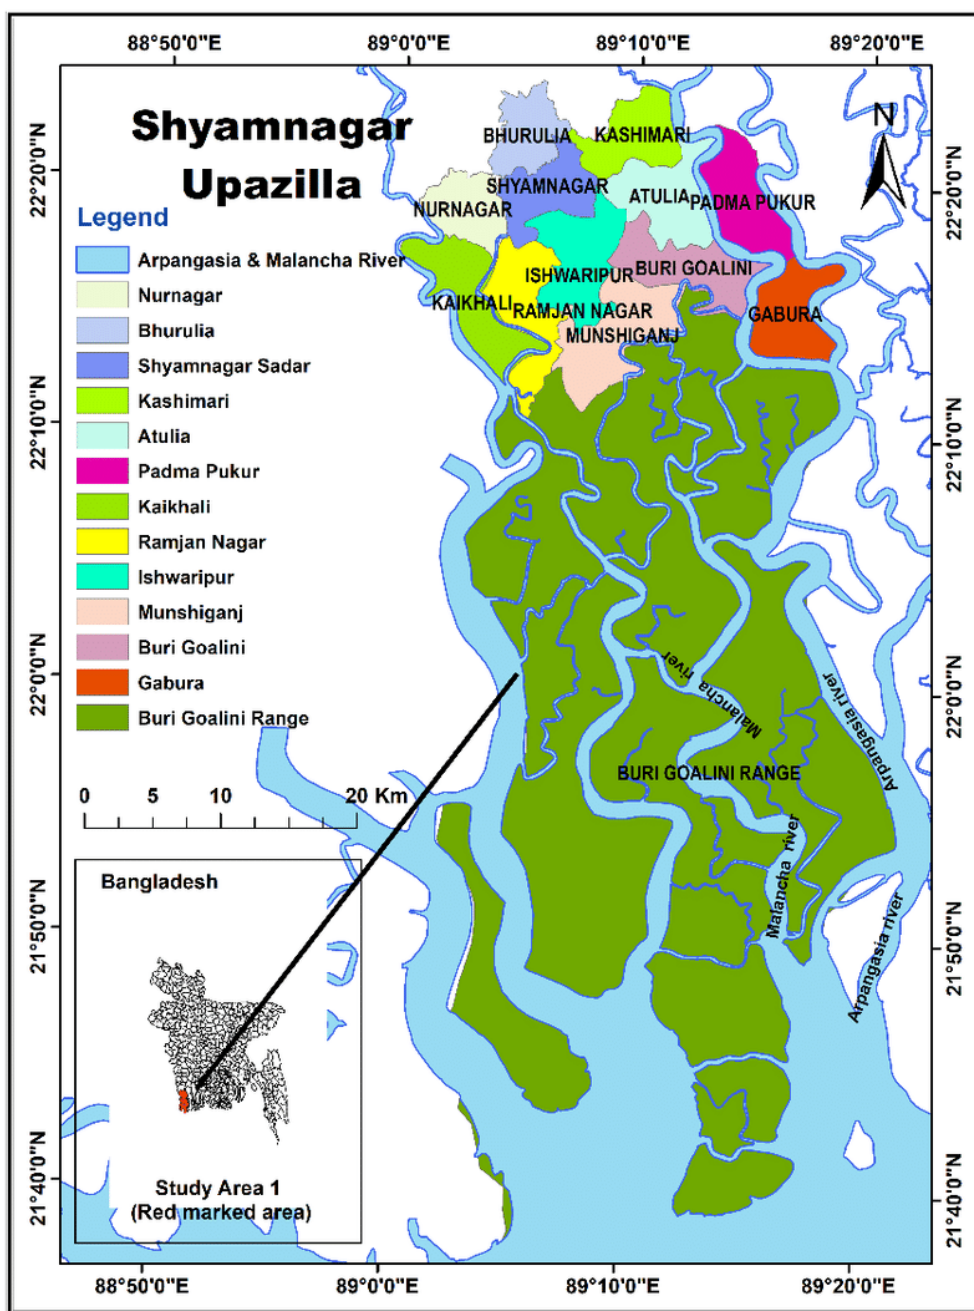 88°50'0"E 89°0'0"E 89°10'0"E 89°20'0"E
Shyamnagar
Upazilla
N
BHURULIA
KASHIMARI
SHYAMNAGAR
ATULIA
PADMA PUKUR
NURNAGAR
ISHWARIPUR
BURI GOALINI
KAIKHALI
RAMJAN NAGAR
GABURA
MUNSHIGANJ
Legend
Arpangasia & Malancha River
Nurnagar
Bhurulia
Shyamnagar Sadar
Kashimari
Atulia
Padma Pukur
Kaikhali
Ramjan Nagar
Ishwaripur
Munshiganj
Buri Goalini
Gabura
Buri Goalini Range
22°20'0"N
22°10'0"N
22°0'0"N
21°50'0"N
21°40'0"N
22°20'0"N
22°10'0"N
22°0'0"N
21°50'0"N
21°40'0"N
Malancha river
Arpangasia river
BURI GOALINI RANGE
Malancha river
Arpangasia river
0 5 10 20 Km
Bangladesh
Study Area 1
(Red marked area)
88°50'0"E 89°0'0"E 89°10'0"E 89°20'0"E